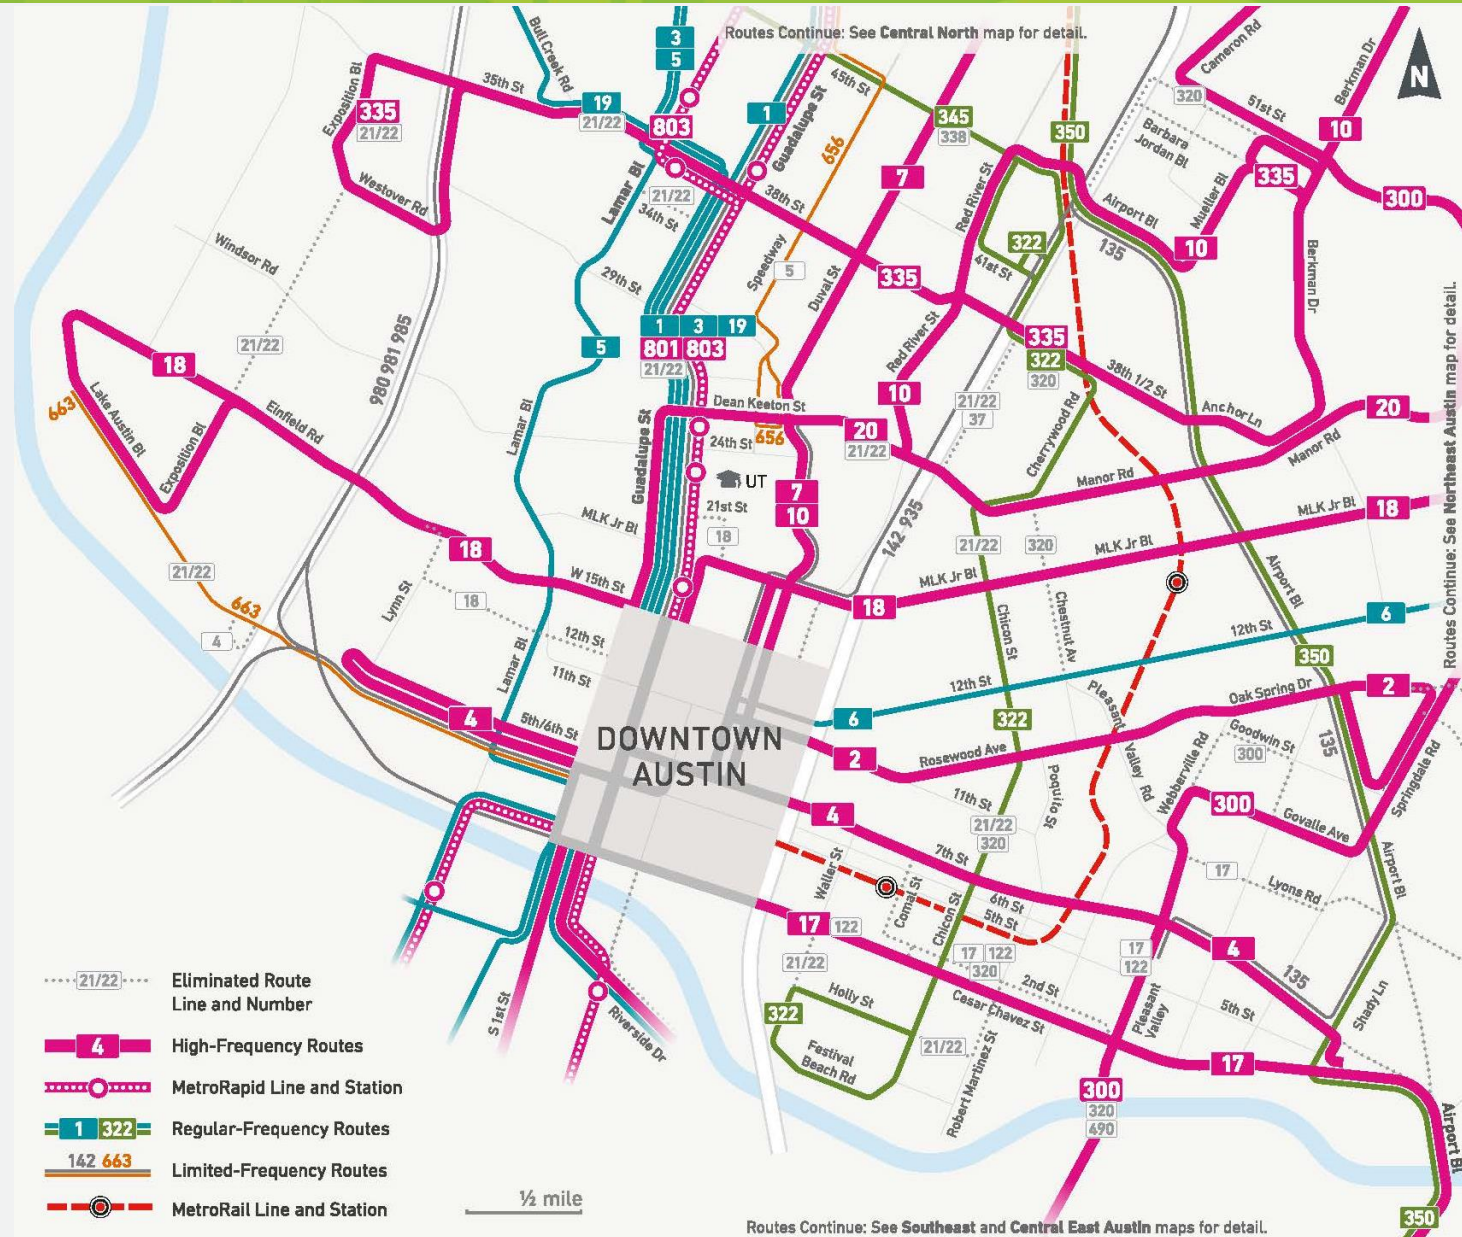 Routes Continue: See Central North map for detail.
N
Bull Creek Rd
3
5
35th St
Exposition Bl
335
21/22
19
21/22
803
1
Guadalupe St
45th St
656
345
338
350
Cameron Rd
320
51st St
Berkman Dr
10
Barbara
Jordan Bl
Westover Rd
Lamar Bl
21/22
34th St
38th St
7
Red River St
Airport Bl
Mueller Bl
335
300
10
Windsor Rd
29th St
Speedway
5
Duval St
335
322
41st St
135
Berkman Dr
980 981 985
21/22
18
5
1
3
19
801
803
21/22
Red River St
335
322
320
38th 1/2 St
663
Lake Austin Bl
Exposition Bl
Enfield Rd
Lamar Bl
Guadalupe St
Dean Keeton St
24th St
656
10
20
21/22
21/22
37
Cherrywood Rd
Anchor Ln
20
Manor Rd
UT
21st St
18
7
10
Manor Rd
142 935
MLK Jr Bl
18
MLK Jr Bl
MLK Jr Bl
18
W 15th St
21/22
663
4
Lynn St
18
12th St
11th St
Lamar Bl
18
MLK Jr Bl
21/22
320
Chicon St
Chestnut Av
Airport Bl
6
12th St
350
4
5th/6th St
DOWNTOWN
AUSTIN
6
12th St
2
Rosewood Ave
322
Pleasant
Valley
Rd
Oak Spring Dr
2
Goodwin St
300
135
Springdale Rd
Webberville Rd
300
Govalle Ave
4
11th St
21/22
320
Poquito St
7th St
Waller St
Comal St
Chicon St
6th St
5th St
17
Lyons Rd
Airport Bl
17
122
21/22
17
122
320
2nd St
17
122
4
135
Cesar Chavez St
Pleasant
Valley
5th St
Shady Ln
322
Holly St
Festival
Beach Rd
21/22
Robert Martinez St
17
300
320
490
Airport Bl
350
S 1st St
Riverside Dr
Routes Continue: See Northeast Austin map for detail.
21/22
Eliminated Route
Line and Number
4
High-Frequency Routes
MetroRapid Line and Station
1
322
Regular-Frequency Routes
142 663
Limited-Frequency Routes
MetroRail Line and Station
½ mile
Routes Continue: See Southeast and Central East Austin maps for detail.